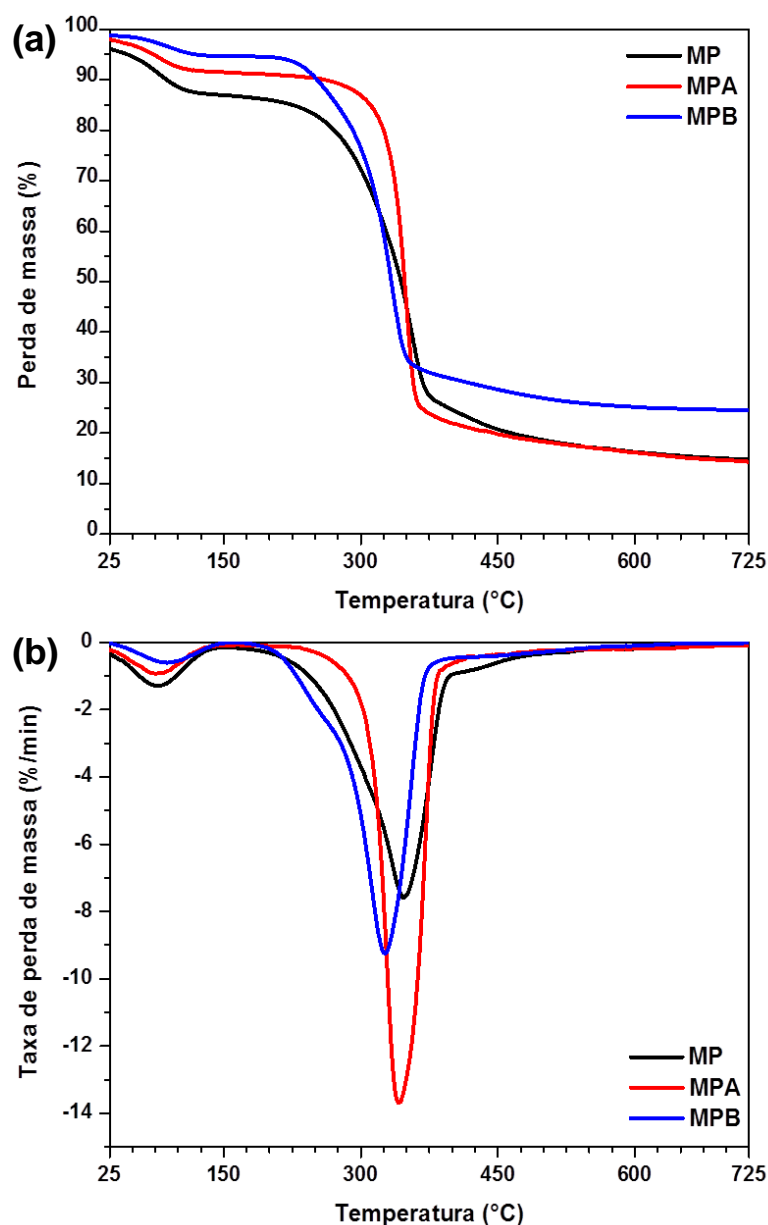 (a)
MP
MPA
MPB
Perda de massa (%)
100
90
80
70
60
50
40
30
20
10
0
25 150 300 450 600 725
Temperatura (°C)
(b)
Taxa de perda de massa (%/min)
0
-2
-4
-6
-8
-10
-12
-14
MP
MPA
MPB
25 150 300 450 600 725
Temperatura (°C)